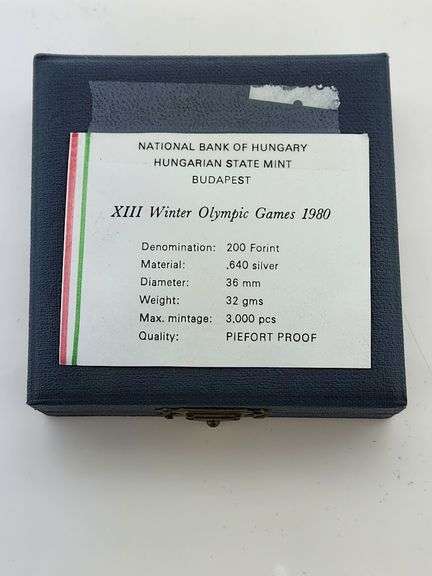 NATIONAL BANK OF HUNGARY
HUNGARIAN STATE MINT
BUDAPEST
XIII Winter Olympic Games 1980
Denomination: 200 Forint
Material: .640 silver
Diameter: 36 mm
Weight: 32 gms
Max. mintage: 3,000 pcs
Quality: PIEFORT PROOF